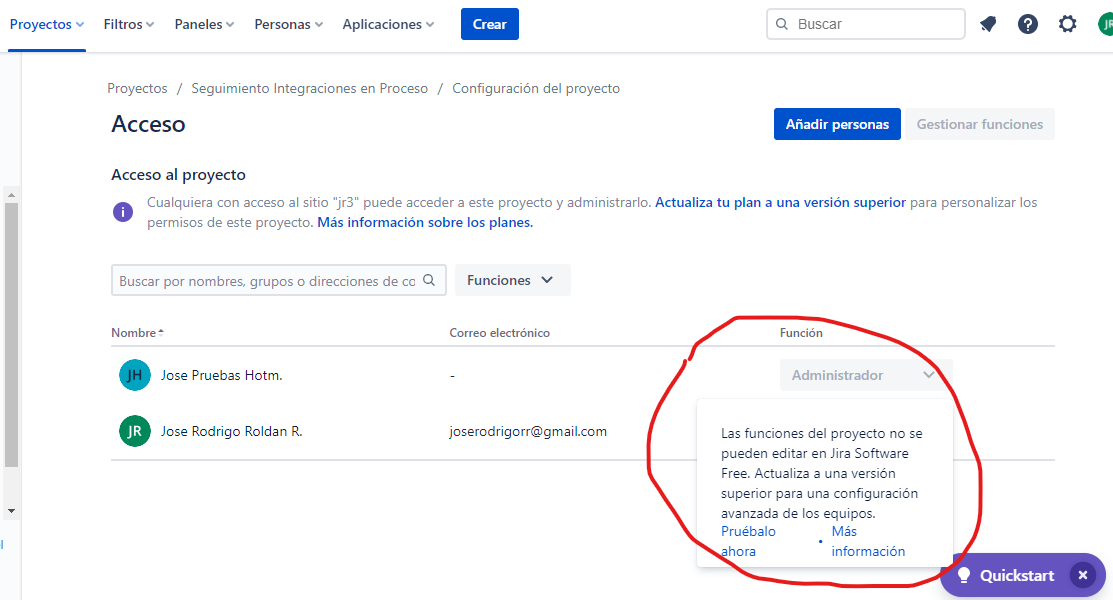 Proyectos Filtros Paneles Personas Aplicaciones Crear Buscar JR
Proyectos / Seguimiento Integraciones en Proceso / Configuración del proyecto
Acceso
Añadir personas Gestionar funciones
Acceso al proyecto
Cualquiera con acceso al sitio "jr3" puede acceder a este proyecto y administrarlo. Actualiza tu plan a una versión superior para personalizar los
permisos de este proyecto. Más información sobre los planes.
Buscar por nombres, grupos o direcciones de co Funciones
Nombre Correo electrónico Función
JH Jose Pruebas Hotm. - Administrador
JR Jose Rodrigo Roldan R. joserodrigorr@gmail.com
Las funciones del proyecto no se
pueden editar en Jira Software
Free. Actualiza a una versión
superior para una configuración
avanzada de los equipos.
Pruébalo
ahora
•
Más
información
Quickstart